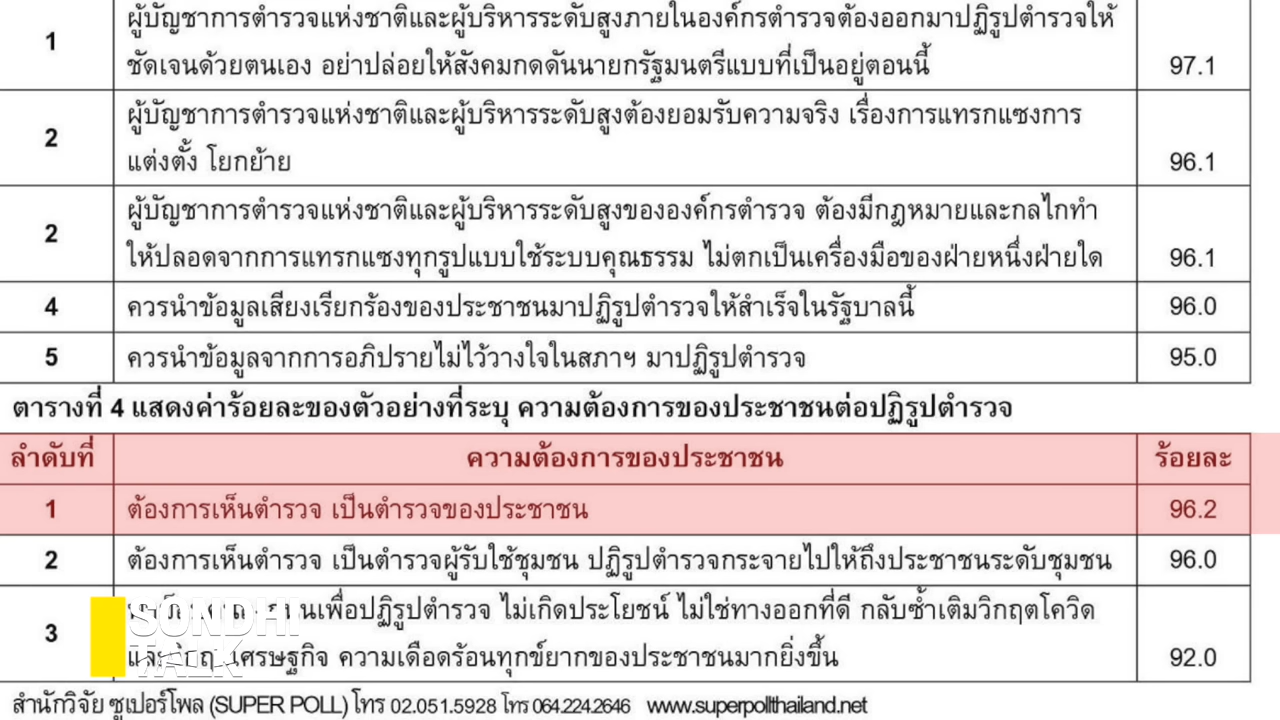 1
ผู้บัญชาการตำรวจแห่งชาติและผู้บริหารระดับสูงภายในองค์กรตำรวจต้องออกมาปฏิรูปตำรวจให้
ชัดเจนด้วยตนเอง อย่าปล่อยให้สังคมกดดันนายกรัฐมนตรีแบบที่เป็นอยู่ตอนนี้ 97.1
2
ผู้บัญชาการตำรวจแห่งชาติและผู้บริหารระดับสูงต้องยอมรับความจริง เรื่องการแทรกแซงการ
แต่งตั้ง โยกย้าย 96.1
2
ผู้บัญชาการตำรวจแห่งชาติและผู้บริหารระดับสูงขององค์กรตำรวจ ต้องมีกฎหมายและกลไกทำ
ให้ปลอดจากการแทรกแซงทุกรูปแบบใช้ระบบคุณธรรม ไม่ตกเป็นเครื่องมือของฝ่ายหนึ่งฝ่ายใด 96.1
4 ควรนำข้อมูลเสียงเรียกร้องของประชาชนมาปฏิรูปตำรวจให้สำเร็จในรัฐบาลนี้ 96.0
5 ควรนำข้อมูลจากการอภิปรายไม่ไว้วางใจในสภาฯ มาปฏิรูปตำรวจ 95.0
ตารางที่ 4 แสดงค่าร้อยละของตัวอย่างที่ระบุ ความต้องการของประชาชนต่อปฏิรูปตำรวจ
ลำดับที่ ความต้องการของประชาชน ร้อยละ
1 ต้องการเห็นตำรวจ เป็นตำรวจของประชาชน 96.2
2 ต้องการเห็นตำรวจ เป็นตำรวจผู้รับใช้ชุมชน ปฏิรูปตำรวจกระจายไปให้ถึงประชาชนระดับชุมชน 96.0
3
เพื่อปฏิรูปตำรวจ ไม่เกิดประโยชน์ ไม่ใช่ทางออกที่ดี กลับซ้ำเติมวิกฤตโควิด
เศรษฐกิจ ความเดือดร้อนทุกข์ยากของประชาชนมากยิ่งขึ้น 92.0
SONDHI
TALK
สำนักวิจัย ซูเปอร์โพล (SUPER POLL) โทร 02.051.5928 โทร 064.224.2646 www.superpollthailand.net